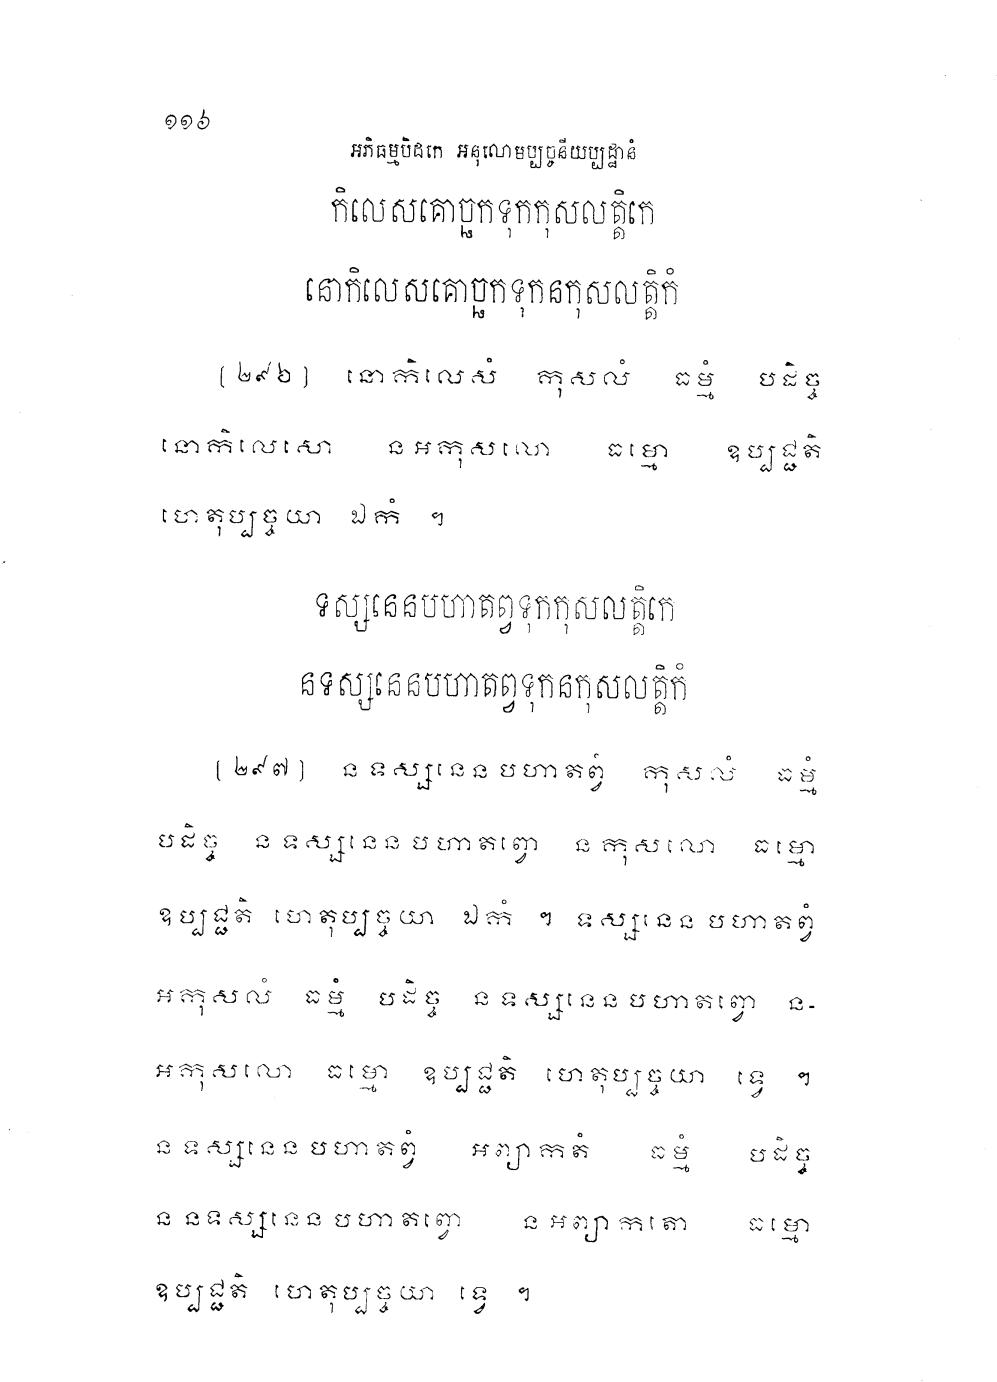 ១១៦
អភិធម្មបិដកេ អនុលោមប្បច្ចនីយប្បដ្ឋានំ
កិលេសគោច្ឆកទុកកុសលត្តិកេ
នោកិលេសគោច្ឆកទុកនកុសលត្តិកំ
[២៩៦] នោកិលេសំ កុសលំ ធម្មំ បដិច្ច
នោកិលេសោ នអកុសលោ ធម្មោ ឧប្បជ្ជតិ
ហេតុប្បច្ចយា ឯកំ ។
ទស្សនេនបហាតព្វទុកកុសលត្តិកេ
នទស្សនេនបហាតព្វទុកនកុសលត្តិកំ
[២៩៧] នទស្សនេនបហាតព្វំ កុសលំ ធម្មំ
បដិច្ច នទស្សនេនបហាតព្វោ នកុសលោ ធម្មោ
ឧប្បជ្ជតិ ហេតុប្បច្ចយា ឯកំ ។ ទស្សនេនបហាតព្វំ
អកុសលំ ធម្មំ បដិច្ច នទស្សនេនបហាតព្វោ ន-
អកុសលោ ធម្មោ ឧប្បជ្ជតិ ហេតុប្បច្ចយា ទ្វេ ។
នទស្សនេនបហាតព្វំ អព្យាកតំ ធម្មំ បដិច្ច
ននទស្សនេនបហាតព្វោ នអព្យាកតោ ធម្មោ
ឧប្បជ្ជតិ ហេតុប្បច្ចយា ទ្វេ ។